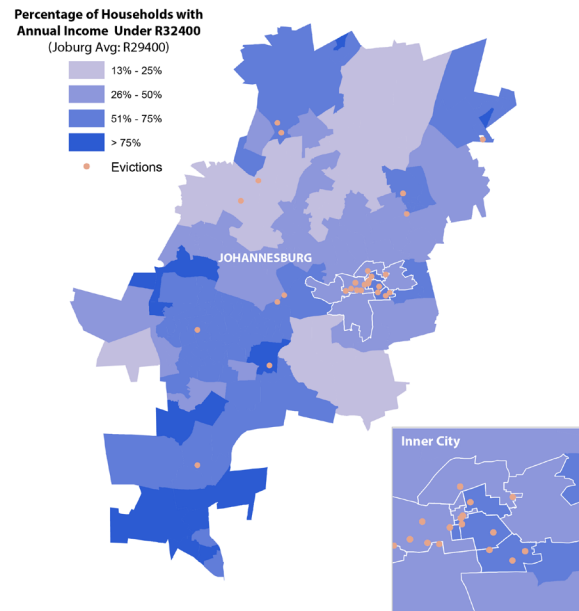 Percentage of Households with
Annual Income Under R32400
(Joburg Avg: R29400)
13% - 25%
26% - 50%
51% - 75%
> 75%
Evictions
JOHANNESBURG
Inner City